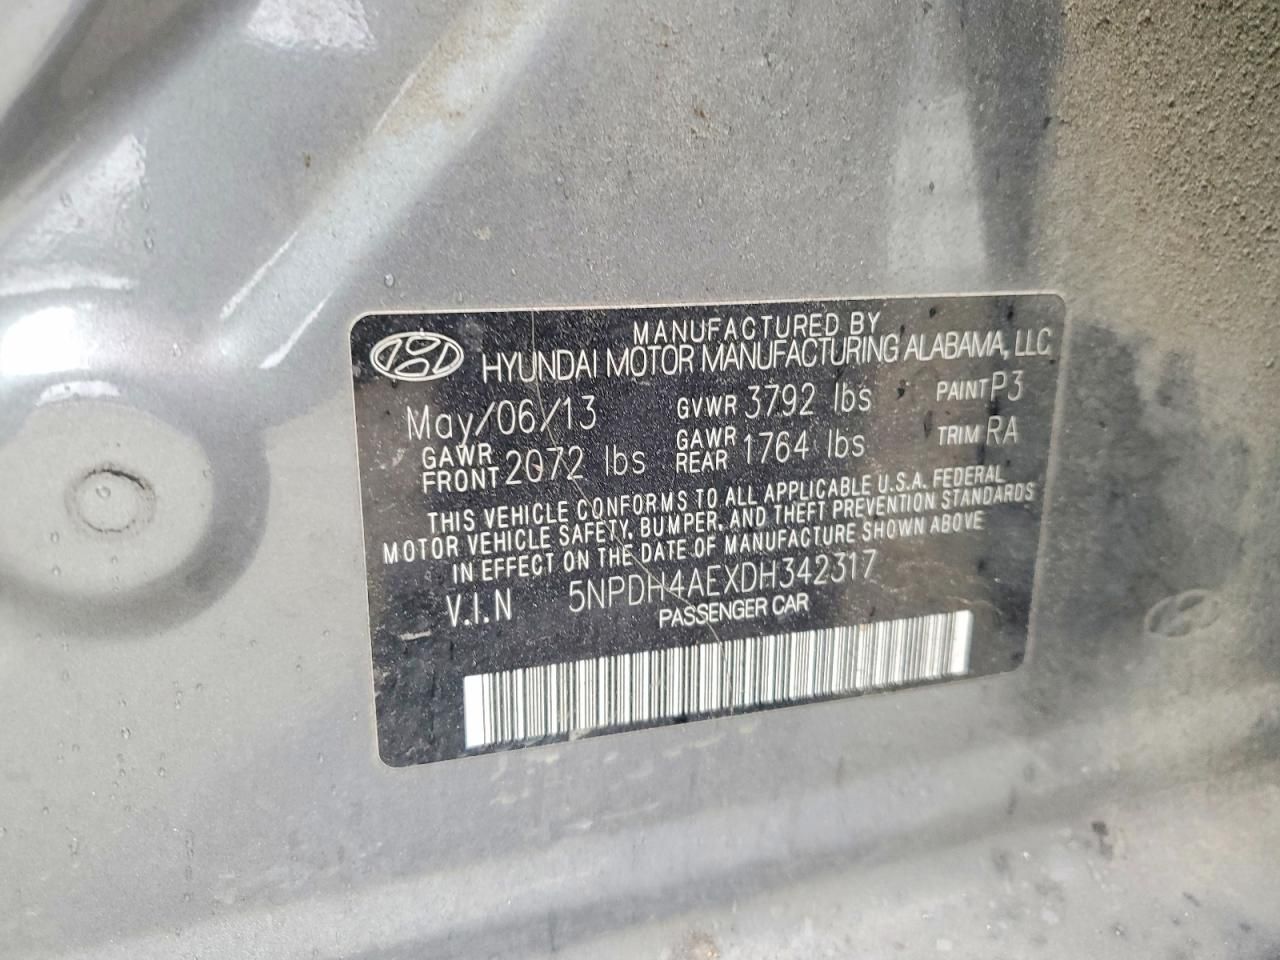 MANUFACTURED BY
HYUNDAI MOTOR MANUFACTURING ALABAMA, LLC
May/06/13 GVWR 3792 lbs PAINT P3
GAWR FRONT 2072 lbs GAWR REAR 1764 lbs TRIM RA
THIS VEHICLE CONFORMS TO ALL APPLICABLE U.S.A. FEDERAL
MOTOR VEHICLE SAFETY, BUMPER, AND THEFT PREVENTION STANDARDS
IN EFFECT ON THE DATE OF MANUFACTURE SHOWN ABOVE
V.I.N 5NPDH4AEXDH342317
PASSENGER CAR